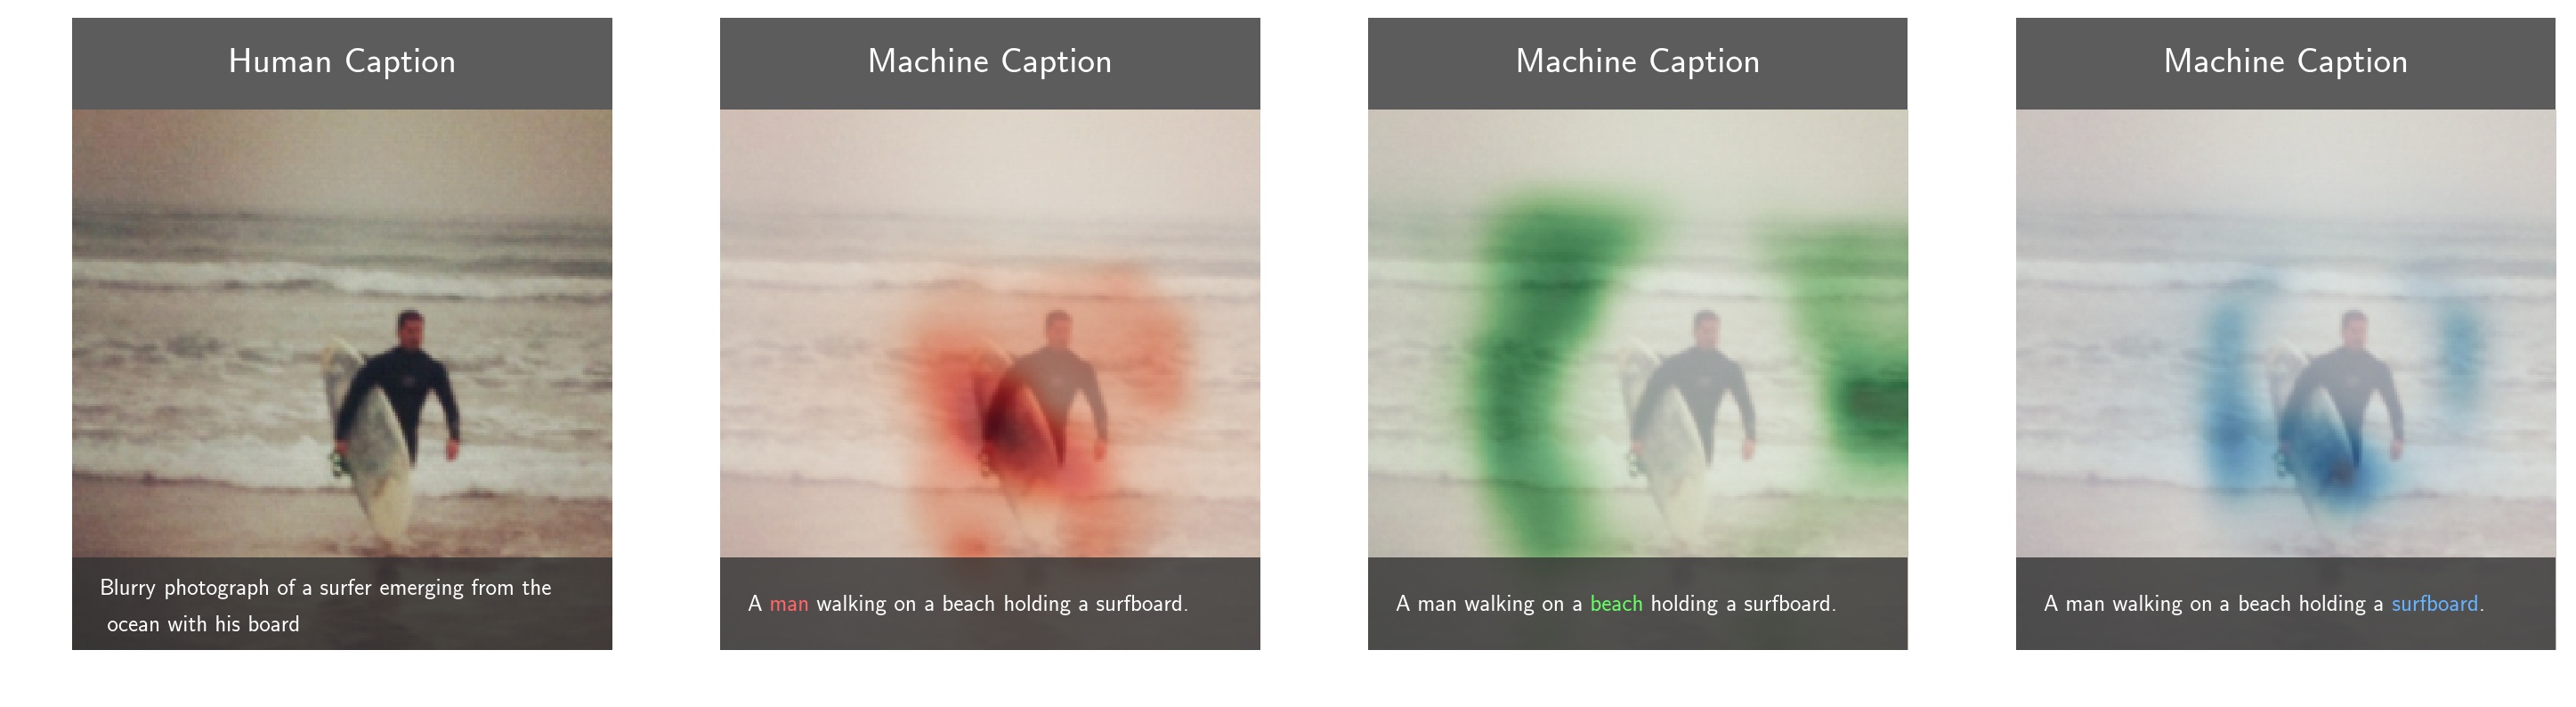 Human Caption
Blurry photograph of a surfer emerging from the
ocean with his board
Machine Caption
A man walking on a beach holding a surfboard.
Machine Caption
A man walking on a beach holding a surfboard.
Machine Caption
A man walking on a beach holding a surfboard.